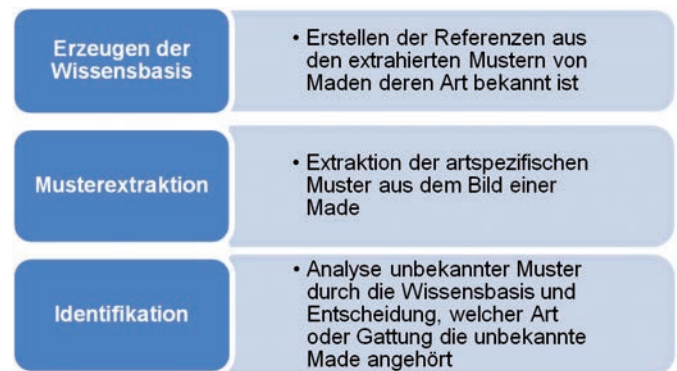 Erzeugen der
Wissensbasis
• Erstellen der Referenzen aus
den extrahierten Mustern von
Maden deren Art bekannt ist
Musterextraktion
• Extraktion der artspezifischen
Muster aus dem Bild einer
Made
Identifikation
• Analyse unbekannter Muster
durch die Wissensbasis und
Entscheidung, welcher Art
oder Gattung die unbekannte
Made angehört